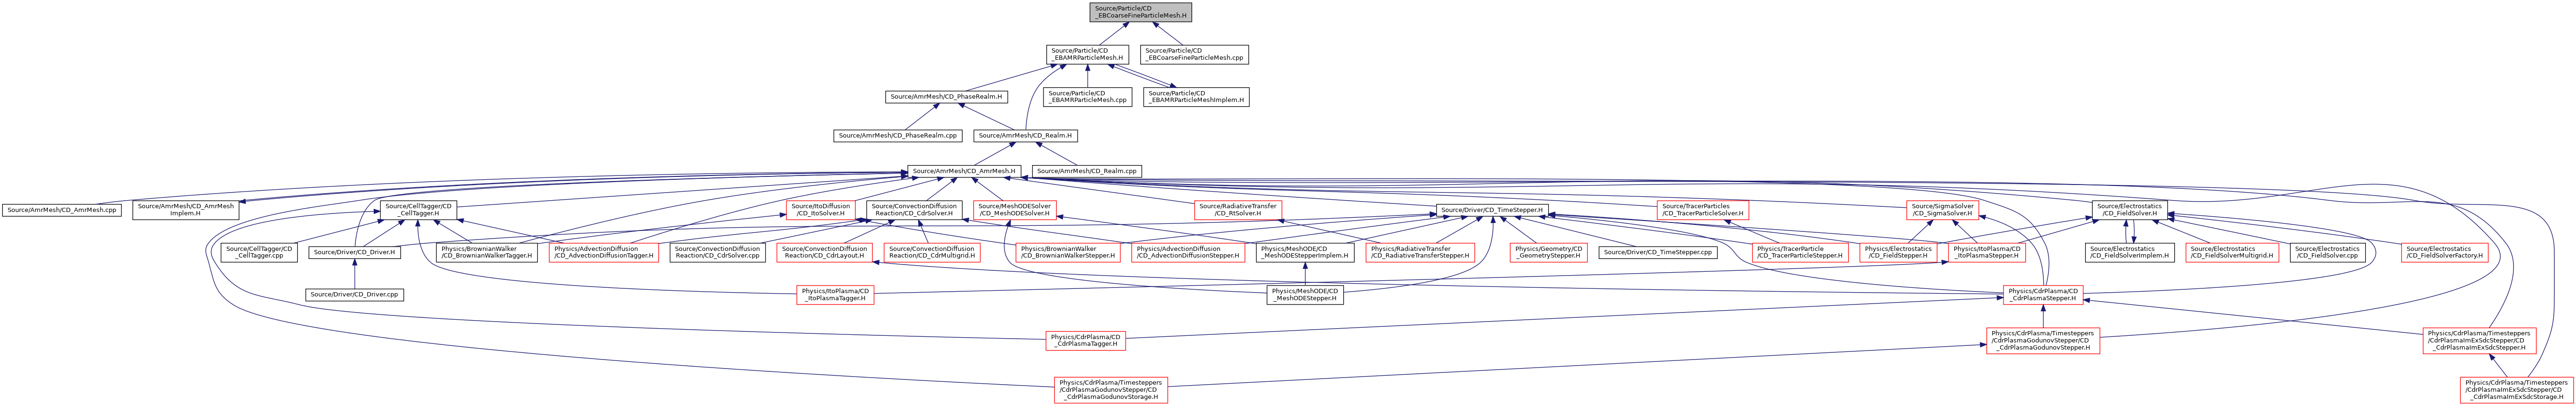 Source/Particle/CD
_EBCoarseFineParticleMesh.H
Source/Particle/CD
_EBAMRParticleMesh.H
Source/Particle/CD
_EBCoarseFineParticleMesh.cpp
Source/AmrMesh/CD_PhaseRealm.H
Source/Particle/CD
_EBAMRParticleMesh.cpp
Source/Particle/CD
_EBAMRParticleMeshImplem.H
Source/AmrMesh/CD_PhaseRealm.cpp
Source/AmrMesh/CD_Realm.H
Source/AmrMesh/CD_AmrMesh.H
Source/AmrMesh/CD_Realm.cpp
Source/AmrMesh/CD_AmrMesh.cpp
Source/AmrMesh/CD_AmrMesh
Implem.H
Source/CellTagger/CD
_CellTagger.H
Source/ItoDiffusion
/CD_ItoSolver.H
Source/ConvectionDiffusion
Reaction/CD_CdrSolver.H
Source/MeshODESolver
/CD_MeshODESolver.H
Source/RadiativeTransfer
/CD_RtSolver.H
Source/Driver/CD_TimeStepper.H
Source/TracerParticles
/CD_TracerParticleSolver.H
Source/SigmaSolver
/CD_SigmaSolver.H
Source/Electrostatics
/CD_FieldSolver.H
Source/CellTagger/CD
_CellTagger.cpp
Source/Driver/CD_Driver.H
Physics/BrownianWalker
/CD_BrownianWalkerTagger.H
Physics/AdvectionDiffusion
/CD_AdvectionDiffusionTagger.H
Source/ConvectionDiffusion
Reaction/CD_CdrSolver.cpp
Source/ConvectionDiffusion
Reaction/CD_CdrLayout.H
Source/ConvectionDiffusion
Reaction/CD_CdrMultigrid.H
Physics/BrownianWalker
/CD_BrownianWalkerStepper.H
Physics/AdvectionDiffusion
/CD_AdvectionDiffusionStepper.H
Physics/MeshODE/CD
_MeshODEStepperImplem.H
Physics/RadiativeTransfer
/CD_RadiativeTransferStepper.H
Physics/Geometry/CD
_GeometryStepper.H
Source/Driver/CD_TimeStepper.cpp
Physics/TracerParticle
/CD_TracerParticleStepper.H
Physics/Electrostatics
/CD_FieldStepper.H
Physics/ItoPlasma/CD
_ItoPlasmaStepper.H
Source/Electrostatics
/CD_FieldSolverImplem.H
Source/Electrostatics
/CD_FieldSolverMultigrid.H
Source/Electrostatics
/CD_FieldSolver.cpp
Source/Electrostatics
/CD_FieldSolverFactory.H
Source/Driver/CD_Driver.cpp
Physics/ItoPlasma/CD
_ItoPlasmaTagger.H
Physics/MeshODE/CD
_MeshODEStepper.H
Physics/CdrPlasma/CD
_CdrPlasmaStepper.H
Physics/CdrPlasma/CD
_CdrPlasmaTagger.H
Physics/CdrPlasma/Timesteppers
/CdrPlasmaGodunovStepper/CD
_CdrPlasmaGodunovStepper.H
Physics/CdrPlasma/Timesteppers
/CdrPlasmaImExSdcStepper/CD
_CdrPlasmaImExSdcStepper.H
Physics/CdrPlasma/Timesteppers
/CdrPlasmaGodunovStepper/CD
_CdrPlasmaGodunovStorage.H
Physics/CdrPlasma/Timesteppers
/CdrPlasmaImExSdcStepper/CD
_CdrPlasmaImExSdcStorage.H